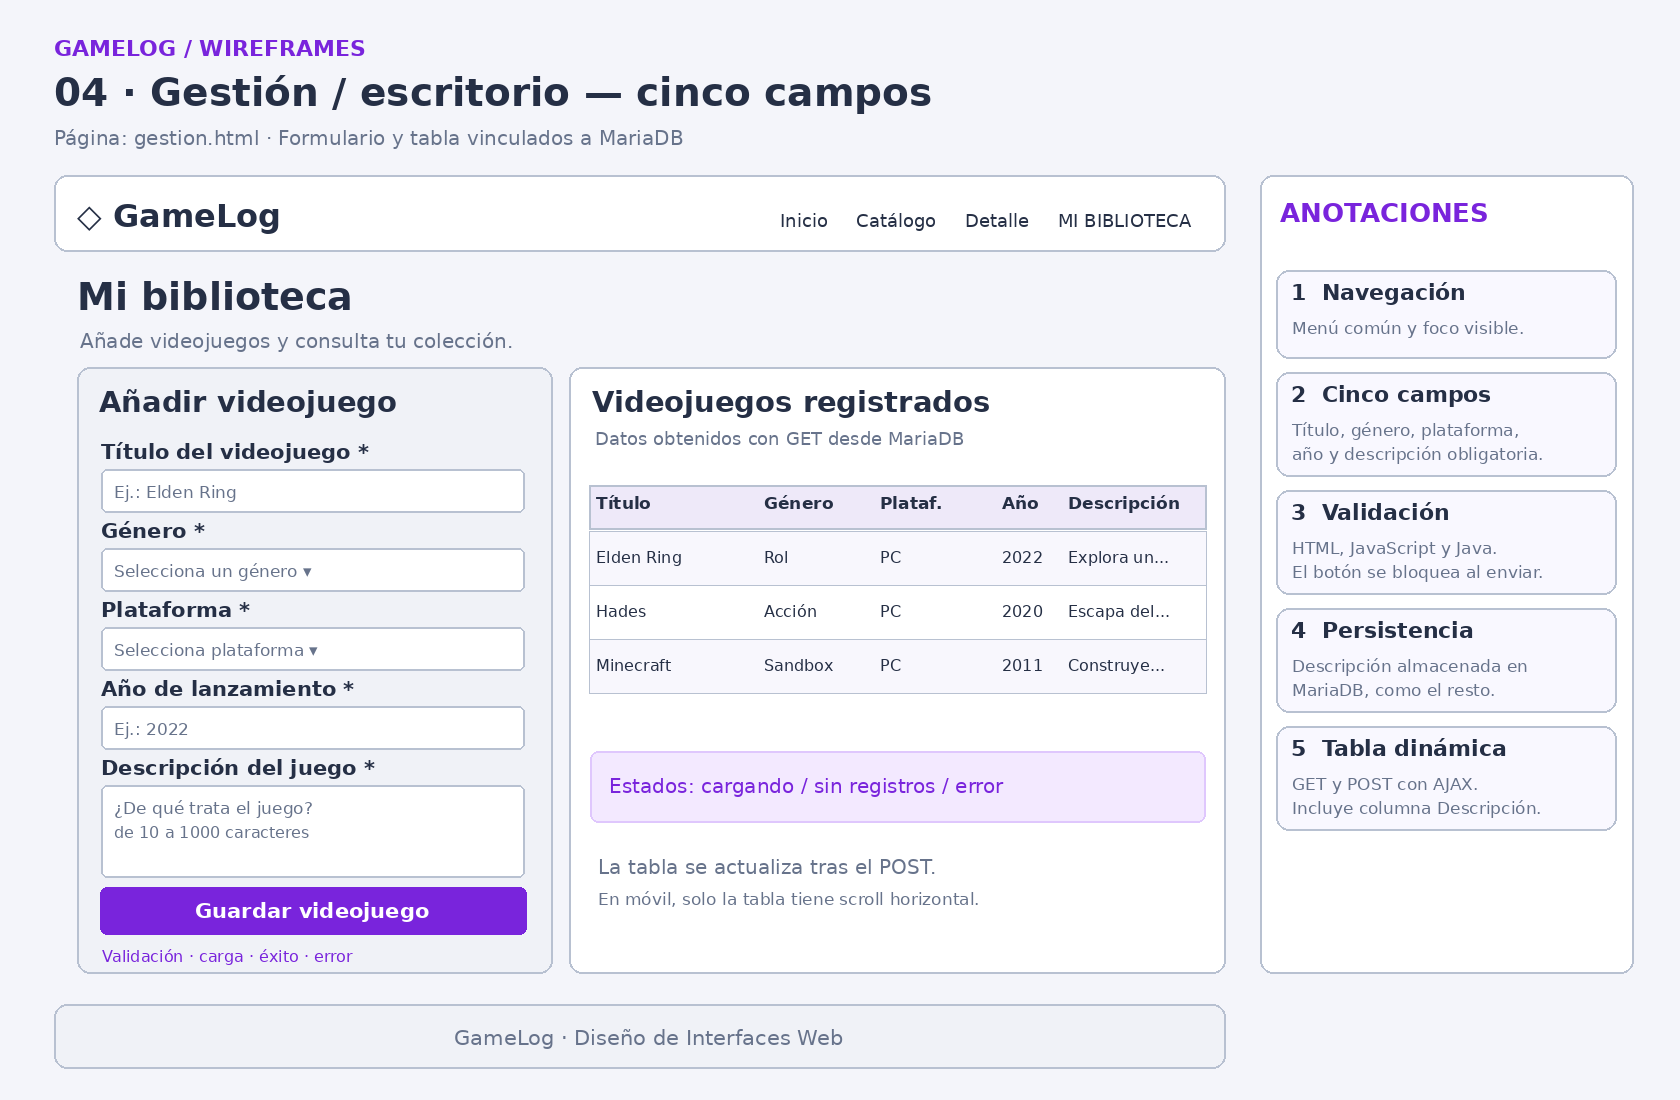 GAMELOG / WIREFRAMES
04 · Gestión / escritorio — cinco campos
Página: gestion.html · Formulario y tabla vinculados a MariaDB
◇ GameLog
Inicio Catálogo Detalle MI BIBLIOTECA
Mi biblioteca
Añade videojuegos y consulta tu colección.
Añadir videojuego
Título del videojuego *
Ej.: Elden Ring
Género *
Selecciona un género ▾
Plataforma *
Selecciona plataforma ▾
Año de lanzamiento *
Ej.: 2022
Descripción del juego *
¿De qué trata el juego?
de 10 a 1000 caracteres
Guardar videojuego
Validación · carga · éxito · error
Videojuegos registrados
Datos obtenidos con GET desde MariaDB
Título Género Plataf. Año Descripción
Elden Ring Rol PC 2022 Explora un...
Hades Acción PC 2020 Escapa del...
Minecraft Sandbox PC 2011 Construye...
Estados: cargando / sin registros / error
La tabla se actualiza tras el POST.
En móvil, solo la tabla tiene scroll horizontal.
ANOTACIONES
1 Navegación
Menú común y foco visible.
2 Cinco campos
Título, género, plataforma,
año y descripción obligatoria.
3 Validación
HTML, JavaScript y Java.
El botón se bloquea al enviar.
4 Persistencia
Descripción almacenada en
MariaDB, como el resto.
5 Tabla dinámica
GET y POST con AJAX.
Incluye columna Descripción.
GameLog · Diseño de Interfaces Web